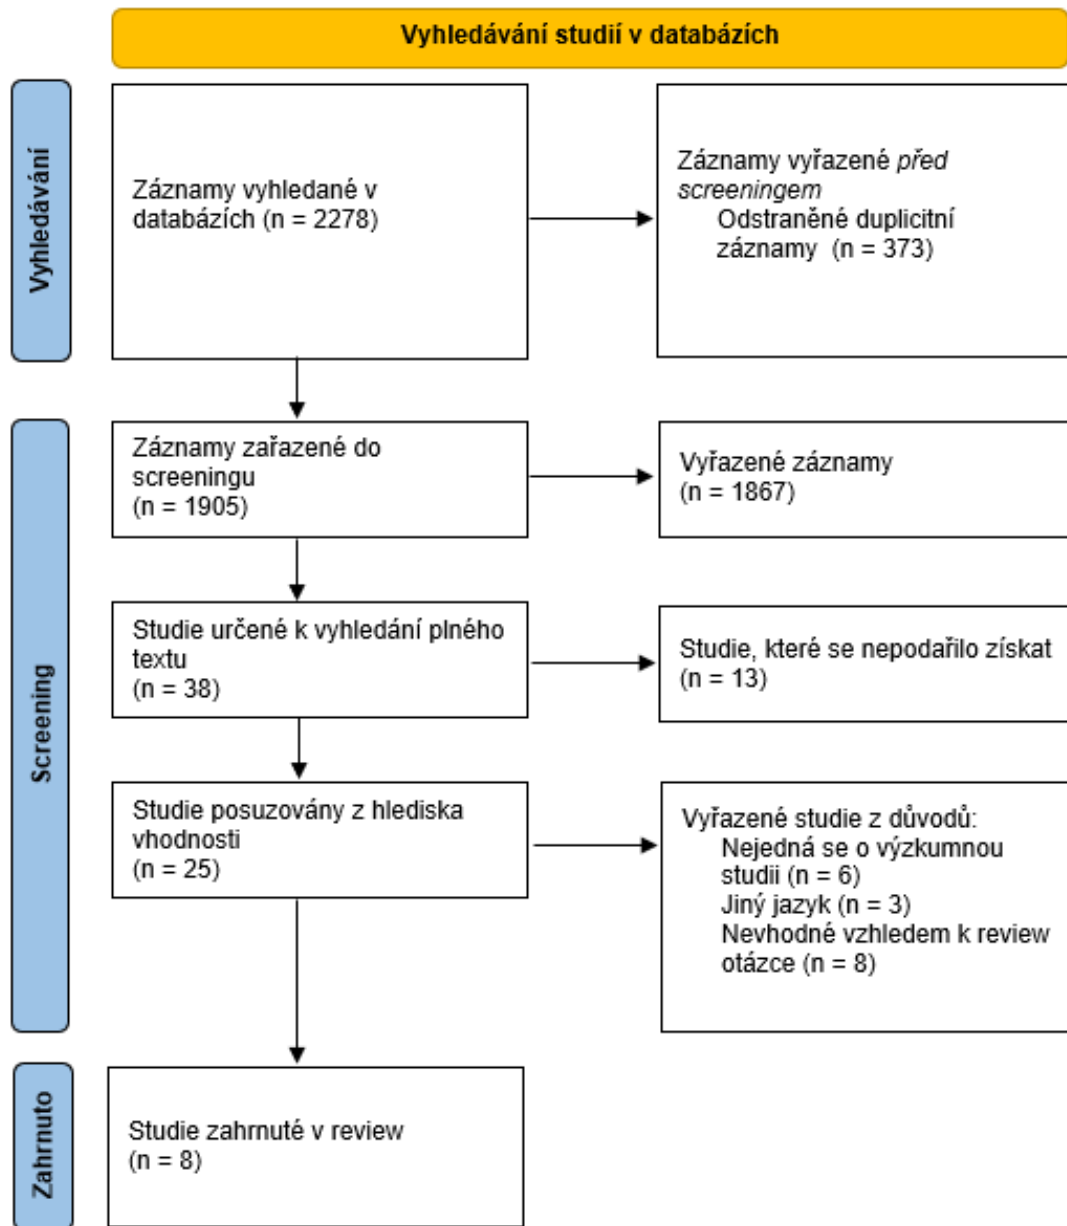 Vyhledávání studií v databázích
Vyhledávání
Záznamy vyhledané v
databázích (n = 2278)
Záznamy vyřazené před
screeningem
Odstraněné duplicitní
záznamy  (n = 373)
Screening
Záznamy zařazené do
screeningu
(n = 1905)
Vyřazené záznamy
(n = 1867)
Studie určené k vyhledání plného
textu
(n = 38)
Studie, které se nepodařilo získat
(n = 13)
Studie posuzovány z hlediska
vhodnosti
(n = 25)
Vyřazené studie z důvodů:
Nejedná se o výzkumnou
studii (n = 6)
Jiný jazyk (n = 3)
Nevhodné vzhledem k review
otázce (n = 8)
Zahrnuto
Studie zahrnuté v review
(n = 8)